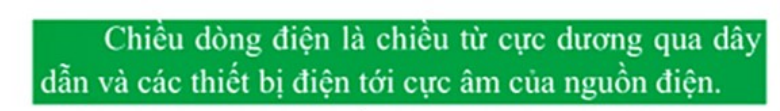 Chiều dòng điện là chiều từ cực dương qua dây
dẫn và các thiết bị điện tới cực âm của nguồn điện.